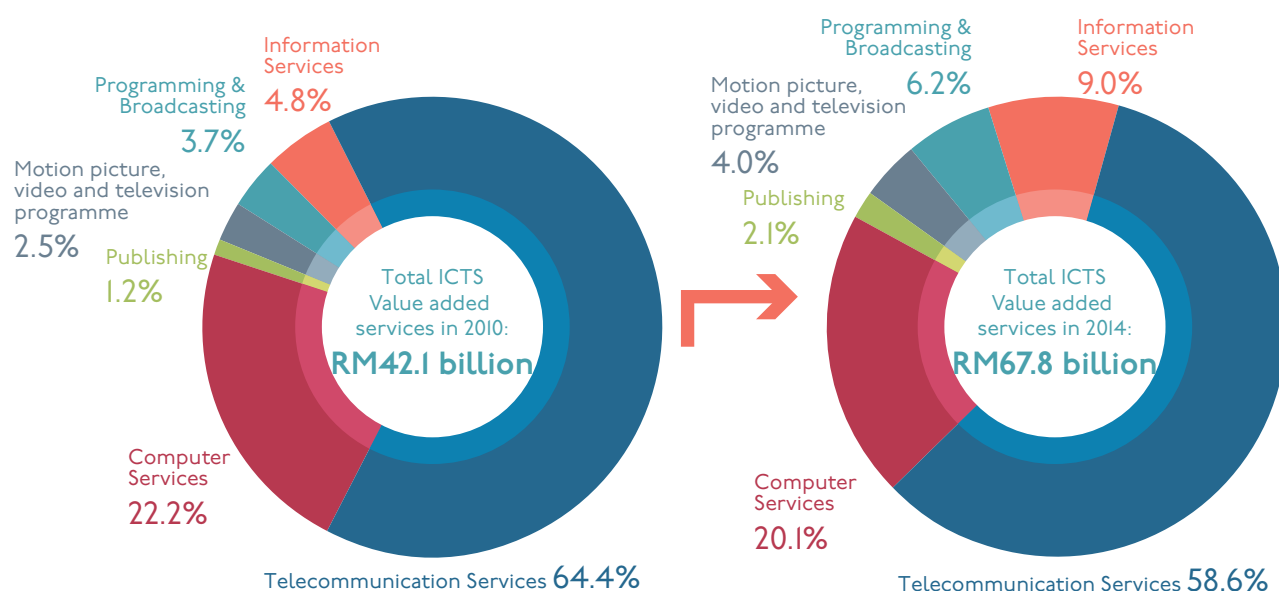 Information
Services
4.8%
Programming &
Broadcasting
3.7%
Motion picture,
video and television
programme
2.5%
Publishing
1.2%
Total ICTS
Value added
services in 2010:
RM42.1 billion
Computer
Services
22.2%
Telecommunication Services 64.4%
Programming &
Broadcasting
6.2%
Information
Services
9.0%
Motion picture,
video and television
programme
4.0%
Publishing
2.1%
Total ICTS
Value added
services in 2014:
RM67.8 billion
Computer
Services
20.1%
Telecommunication Services 58.6%